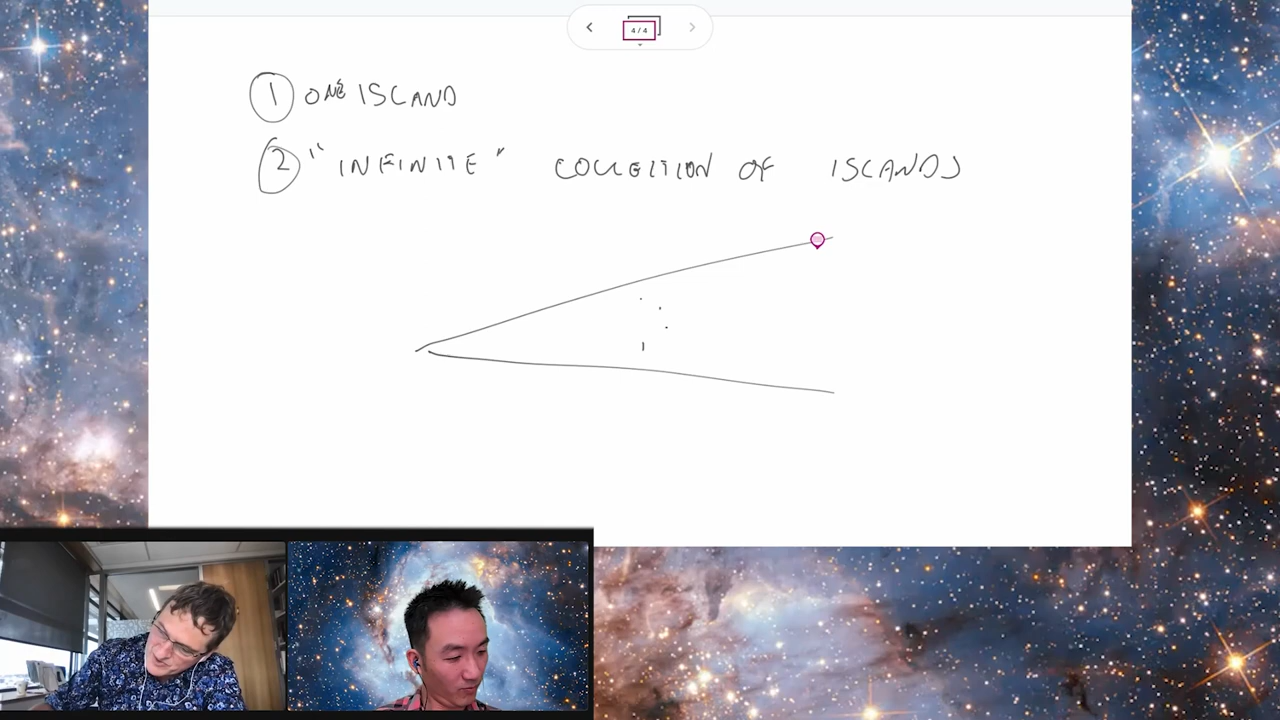 4/4
1 ONE ISLAND
2 "INFINITE" COLLECTION OF ISLANDS